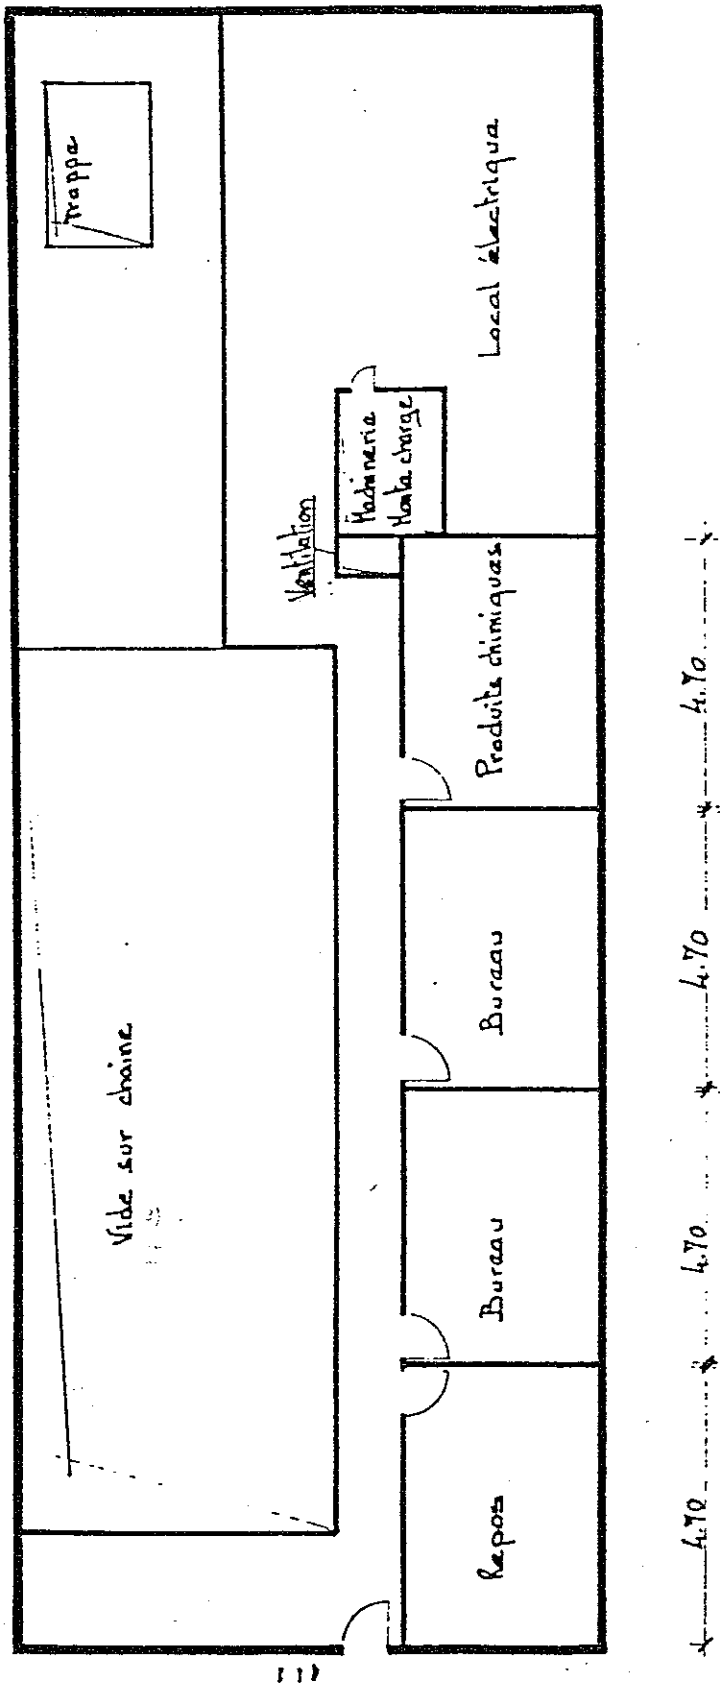 Trappe
Local électrique
Machinerie
Monte charge
Ventilation
Produits chimiques
Vide sur chaine
Bureau
Bureau
Repos
4.70
4.70
4.70
4.70